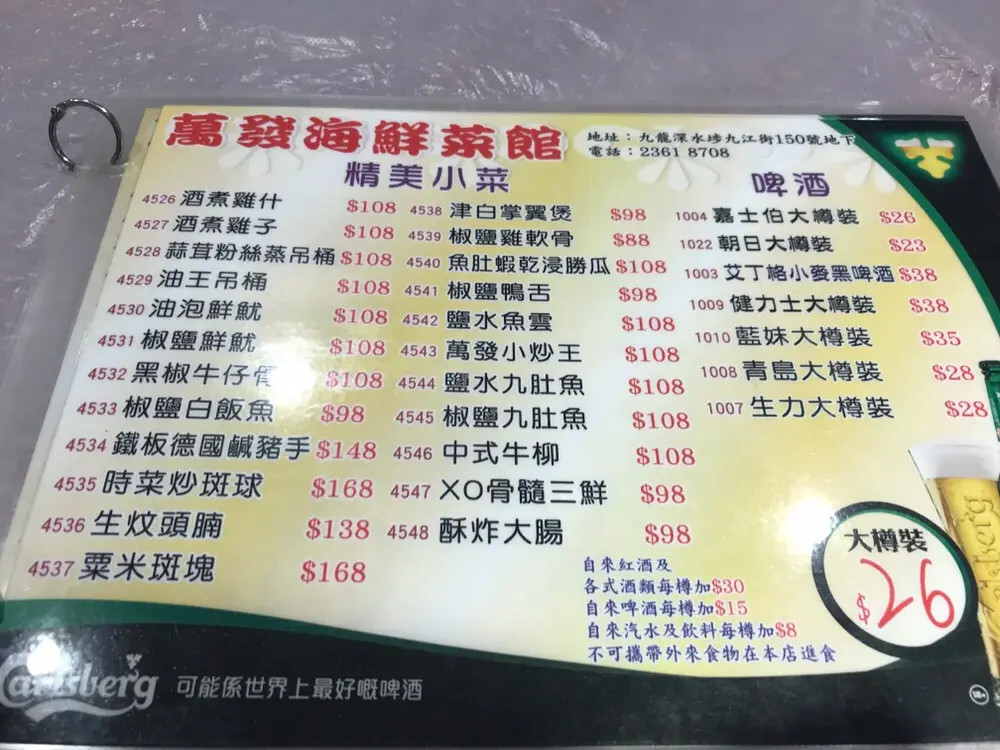 萬發海鮮菜館
地址：九龍深水埗九江街150號地下
電話：2361 8708
精美小菜
4526 酒煮雞什 $108
4527 酒煮雞子 $108
4528 蒜茸粉絲蒸吊桶 $108
4529 油王吊桶 $108
4530 油泡鮮魷 $108
4531 椒鹽鮮魷 $108
4532 黑椒牛仔骨 $108
4533 椒鹽白飯魚 $98
4534 鐵板德國鹹豬手 $148
4535 時菜炒斑球 $168
4536 生炆頭腩 $138
4537 粟米斑塊 $168
4538 津白掌翼煲 $98
4539 椒鹽雞軟骨 $88
4540 魚肚蝦乾浸勝瓜 $108
4541 椒鹽鴨舌 $98
4542 鹽水魚雲 $108
4543 萬發小炒王 $108
4544 鹽水九肚魚 $108
4545 椒鹽九肚魚 $108
4546 中式牛柳 $108
4547 XO骨髓三鮮 $98
4548 酥炸大腸 $98
啤酒
1004 嘉士伯大樽裝 $26
1022 朝日大樽裝 $23
1003 艾丁格小麥黑啤酒 $38
1009 健力士大樽裝 $38
1010 藍妹大樽裝 $35
1008 青島大樽裝 $28
1007 生力大樽裝 $28
大樽裝
$26
自來紅酒及
各式酒類每樽加$30
自來啤酒每樽加$15
自來汽水及飲料每樽加$8
不可攜帶外來食物在本店進食
Carlsberg 可能係世界上最好嘅啤酒
18+